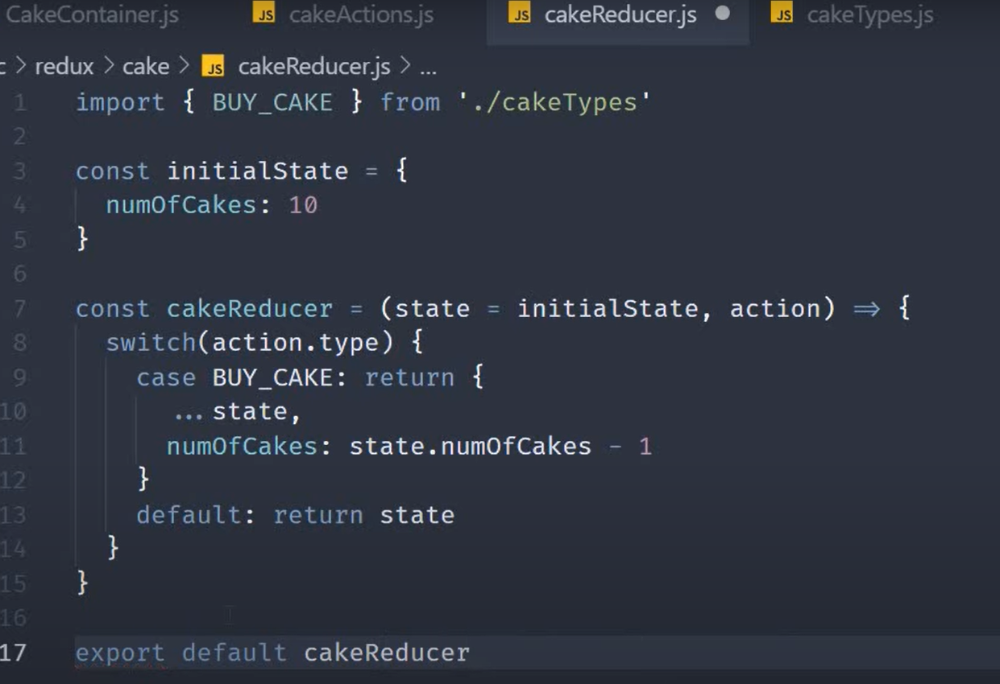 CakeContainer.js JS cakeActions.js JS cakeReducer.js JS cakeTypes.js
c > redux > cake > JS cakeReducer.js > ...
1 import { BUY_CAKE } from './cakeTypes'
2
3 const initialState = {
4 numOfCakes: 10
5 }
6
7 const cakeReducer = (state = initialState, action) => {
8 switch(action.type) {
9 case BUY_CAKE: return {
10 ...state,
11 numOfCakes: state.numOfCakes - 1
12 }
13 default: return state
14 }
15 }
16
17 export default cakeReducer